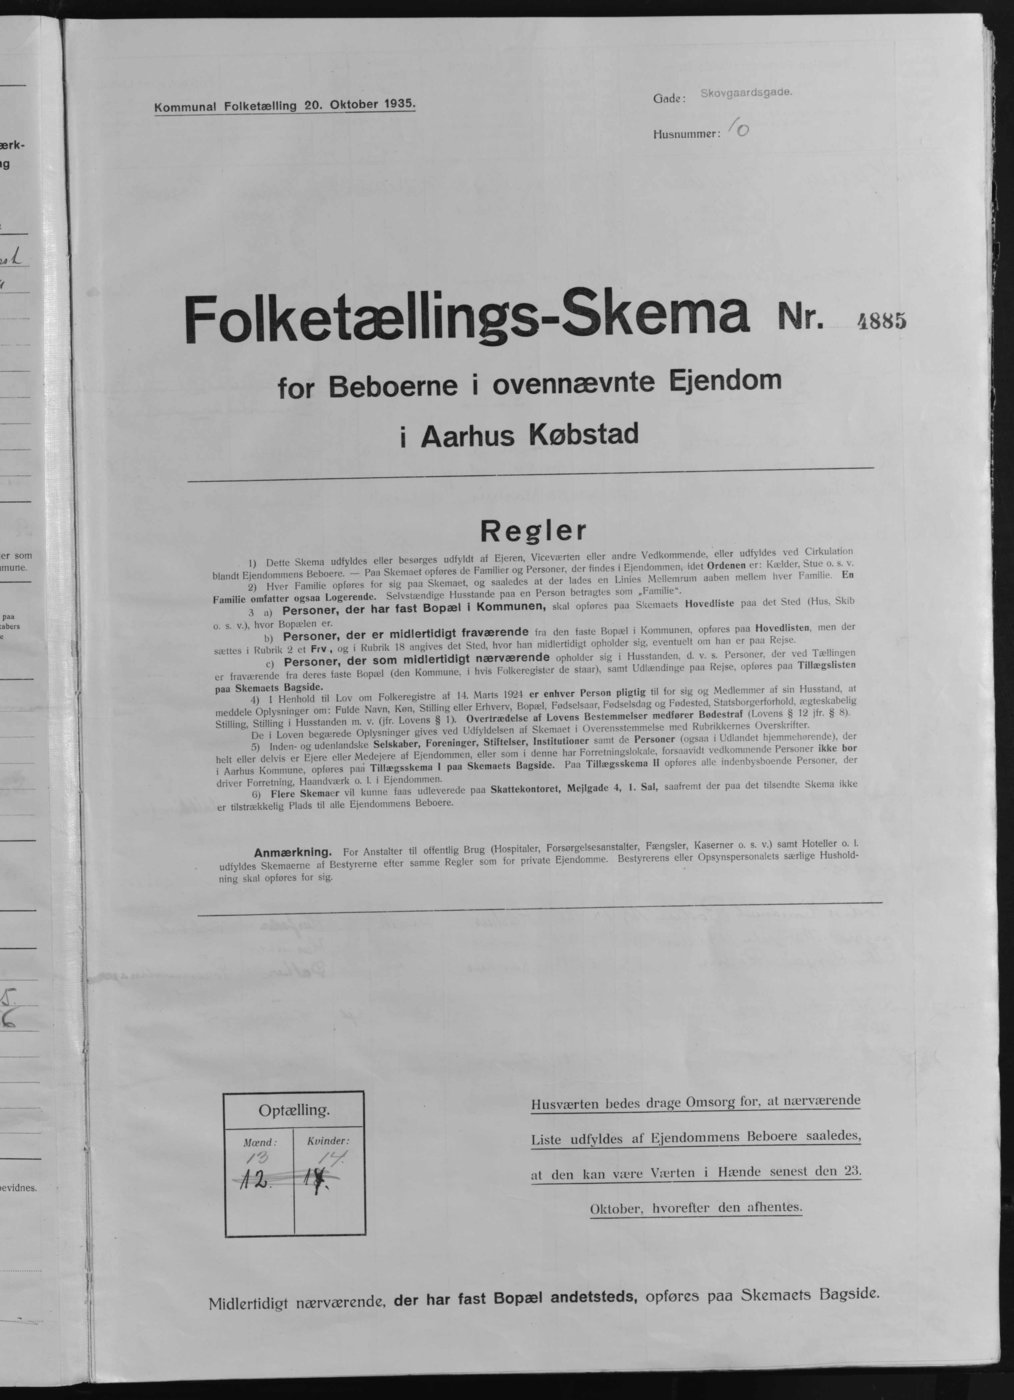 Kommunal Folketælling 20. Oktober 1935.
Gade: Skovgaardsgade.
Husnummer: 10
Folketællings-Skema Nr. 4885
for Beboerne i ovennævnte Ejendom
i Aarhus Købstad
Regler
1) Dette Skema udfyldes eller besørges udfyldt af Ejeren, Viceværten eller andre Vedkommende, eller udfyldes ved Cirkulation
blandt Ejendommens Beboere. — Paa Skemaet opføres de Familier og Personer, der findes i Ejendommen, idet Ordenen er: Kælder, Stue o. s. v.
2) Hver Familie opføres for sig paa Skemaet, og saaledes at der lades en Linies Mellemrum aaben mellem hver Familie. En
Familie omfatter ogsaa Logerende. Selvstændige Husstande paa en Person betragtes som „Familie“.
3 a) Personer, der har fast Bopæl i Kommunen, skal opføres paa Skemaets Hovedliste paa det Sted (Hus, Skib
o. s. v.), hvor Bopælen er.
b) Personer, der er midlertidigt fraværende fra den faste Bopæl i Kommunen, opføres paa Hovedlisten, men der
sættes i Rubrik 2 et Frv., og i Rubrik 18 angives det Sted, hvor han midlertidigt opholder sig, eventuelt om han er paa Rejse.
c) Personer, der som midlertidigt nærværende opholder sig i Husstanden, d. v. s. Personer, der ved Tællingen
er fraværende fra deres faste Bopæl (den Kommune, i hvis Folkeregister de staar), samt Udlændinge paa Rejse, opføres paa Tillægslisten
paa Skemaets Bagside.
4) I Henhold til Lov om Folkeregistre af 14. Marts 1924 er enhver Person pligtig til for sig og Medlemmer af sin Husstand, at
meddele Oplysninger om: Fulde Navn, Køn, Stilling eller Erhverv, Bopæl, Fødselsaar, Fødselsdag og Fødested, Statsborgerforhold, ægteskabelig
Stilling, Stilling i Husstanden m. v. (jfr. Lovens § 1). Overtrædelse af Lovens Bestemmelser medfører Bødestraf (Lovens § 12 jfr. § 8).
De i Loven begærede Oplysninger gives ved Udfyldelsen af Skemaet i Overensstemmelse med Rubrikkernes Overskrifter.
5) Inden- og udenlandske Selskaber, Foreninger, Stiftelser, Institutioner samt de Personer (ogsaa i Udlandet hjemmehørende), der
helt eller delvis er Ejere eller Medejere af Ejendommen, eller som i denne har Forretningslokale, forsaavidt vedkommende Personer ikke bor
i Aarhus Kommune, opføres paa Tillægsskema I paa Skemaets Bagside. Paa Tillægsskema II opføres alle indenbysboende Personer, der
driver Forretning, Haandværk o. l. i Ejendommen.
6) Flere Skemaer vil kunne faas udleverede paa Skattekontoret, Mejlgade 4, 1. Sal, saafremt der paa det tilsendte Skema ikke
er tilstrækkelig Plads til alle Ejendommens Beboere.
Anmærkning. For Anstalter til offentlig Brug (Hospitaler, Forsørgelsesanstalter, Fængsler, Kaserner o. s. v.) samt Hoteller o. l.
udfyldes Skemaerne af Bestyrerne efter samme Regler som for private Ejendomme. Bestyrerens eller Opsynspersonalets særlige Hushold-
ning skal opføres for sig.
Optælling.
Mænd: Kvinder:
13 14.
12 14.
Husværten bedes drage Omsorg for, at nærværende
Liste udfyldes af Ejendommens Beboere saaledes,
at den kan være Værten i Hænde senest den 23.
Oktober, hvorefter den afhentes.
Midlertidigt nærværende, der har fast Bopæl andetsteds, opføres paa Skemaets Bagside.